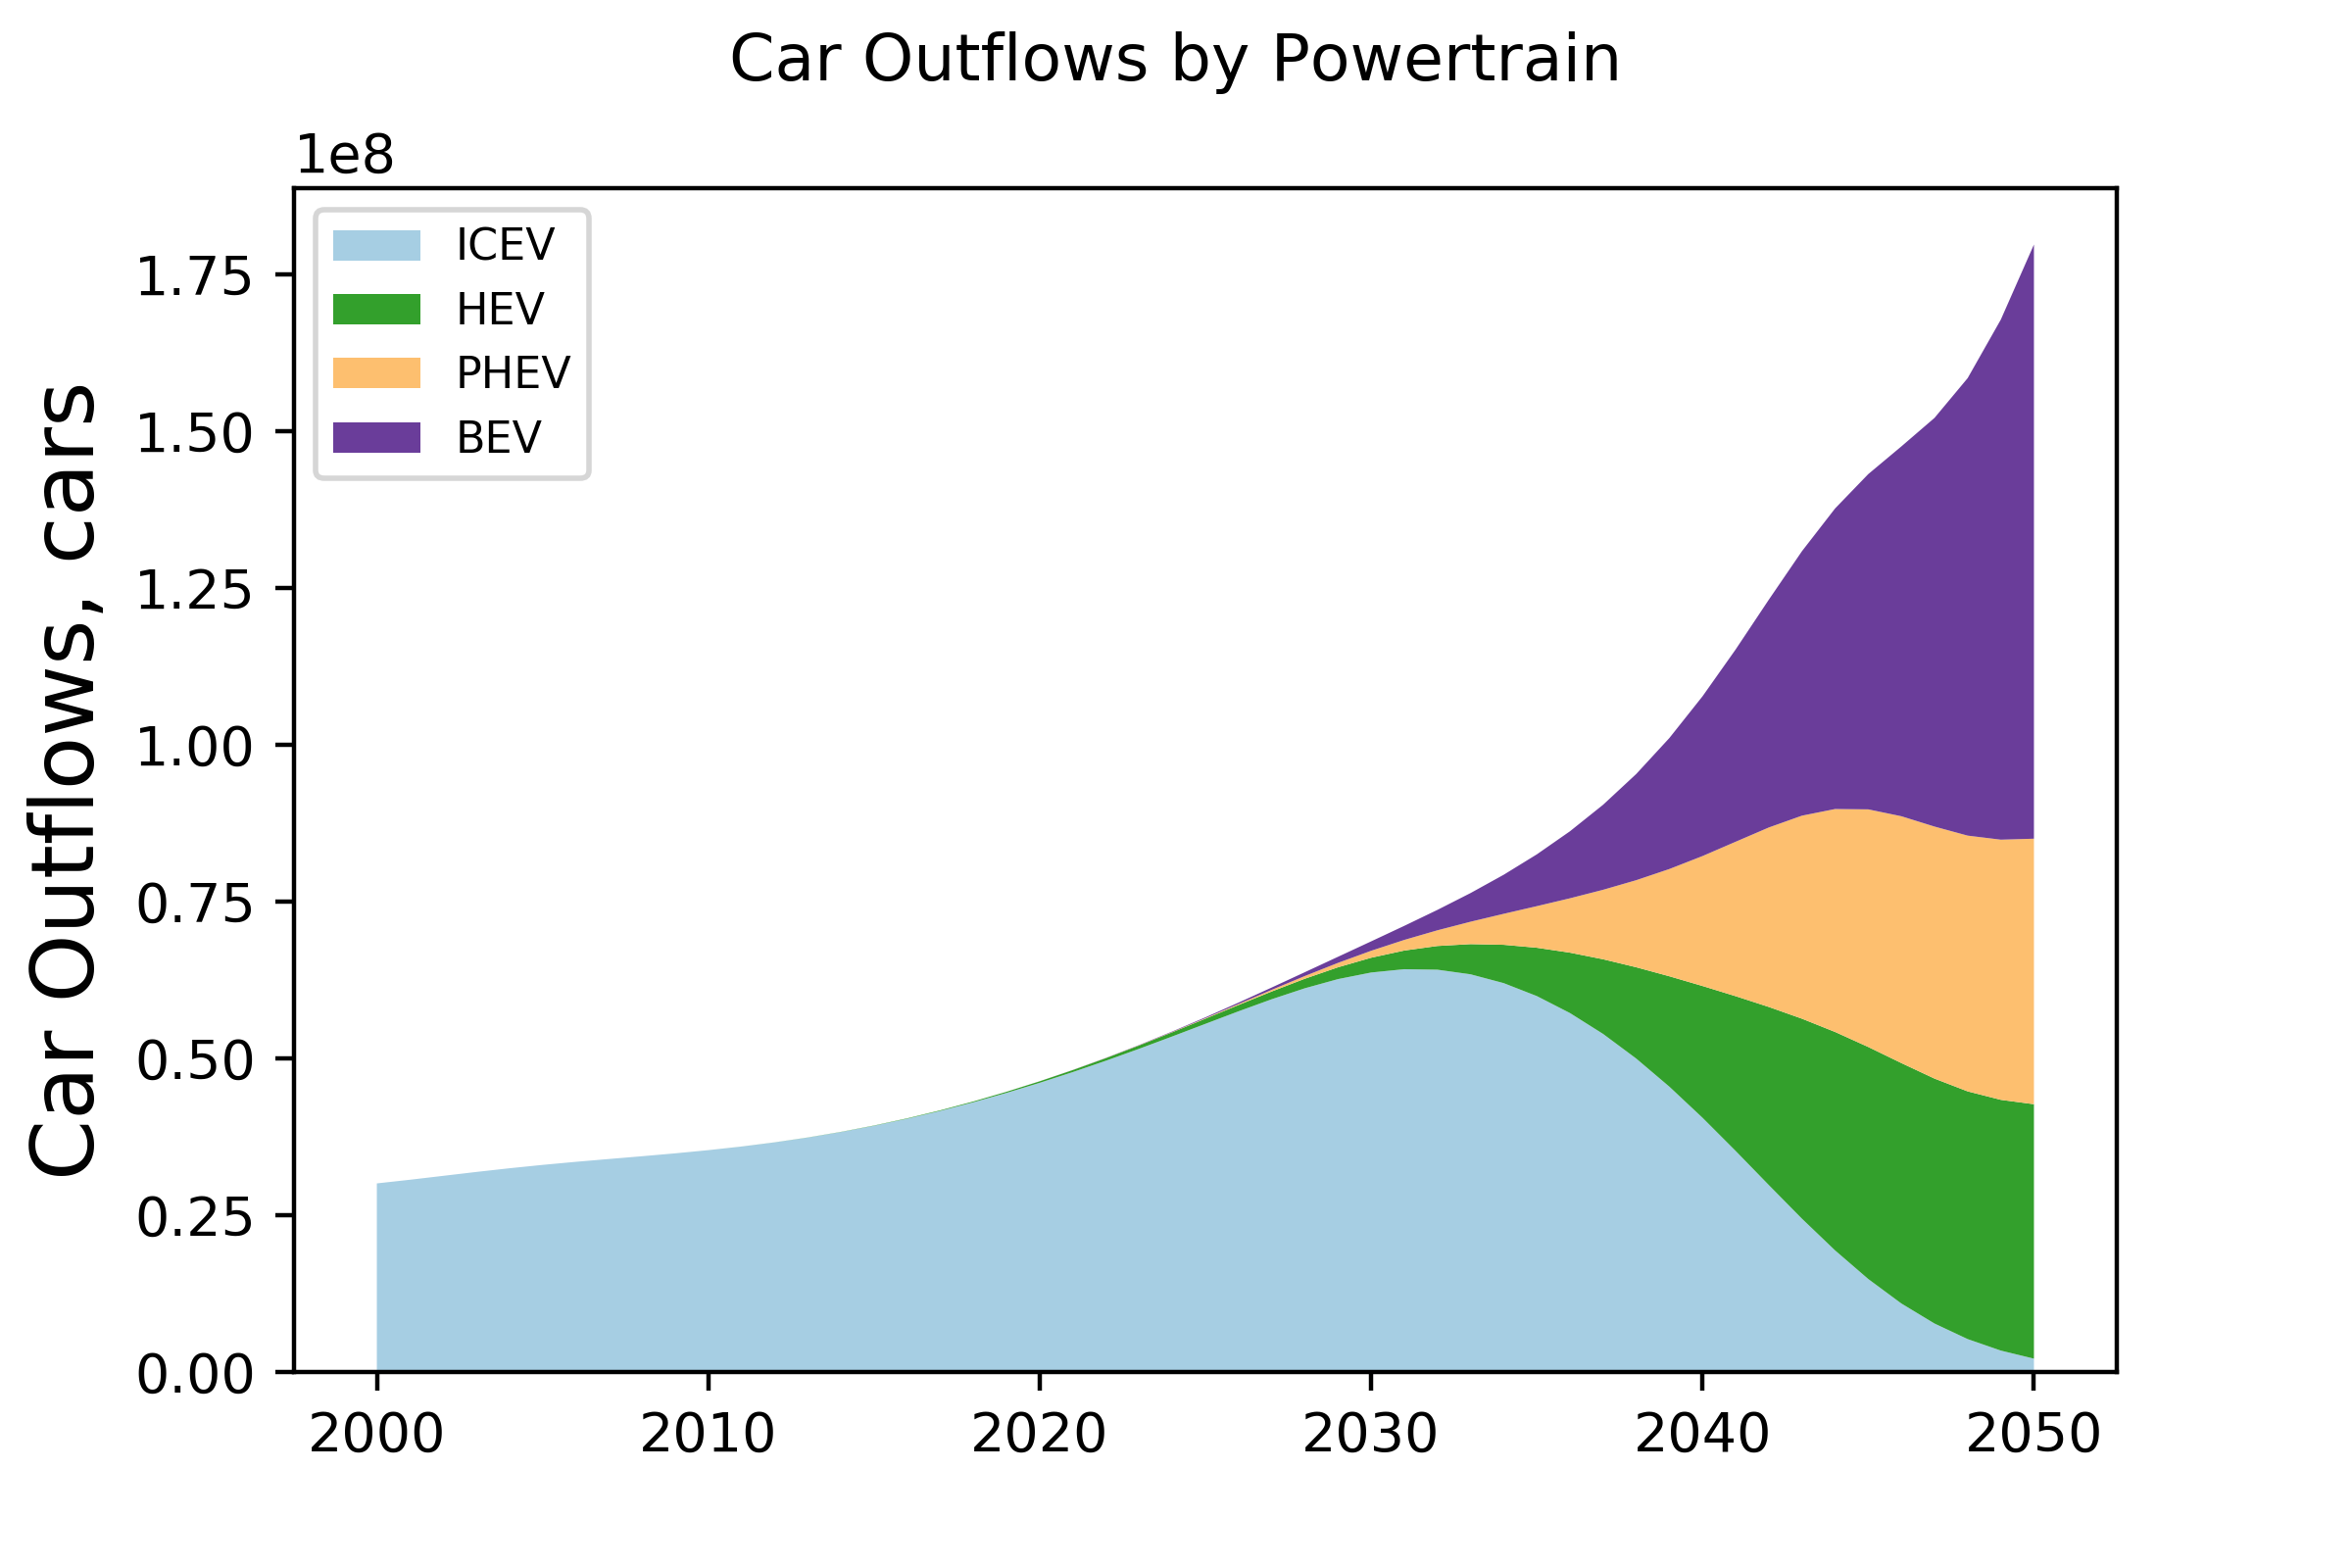 Car Outflows by Powertrain
1e8
ICEV
HEV
PHEV
BEV
Car Outflows, cars
1.75
1.50
1.25
1.00
0.75
0.50
0.25
0.00
2000 2010 2020 2030 2040 2050